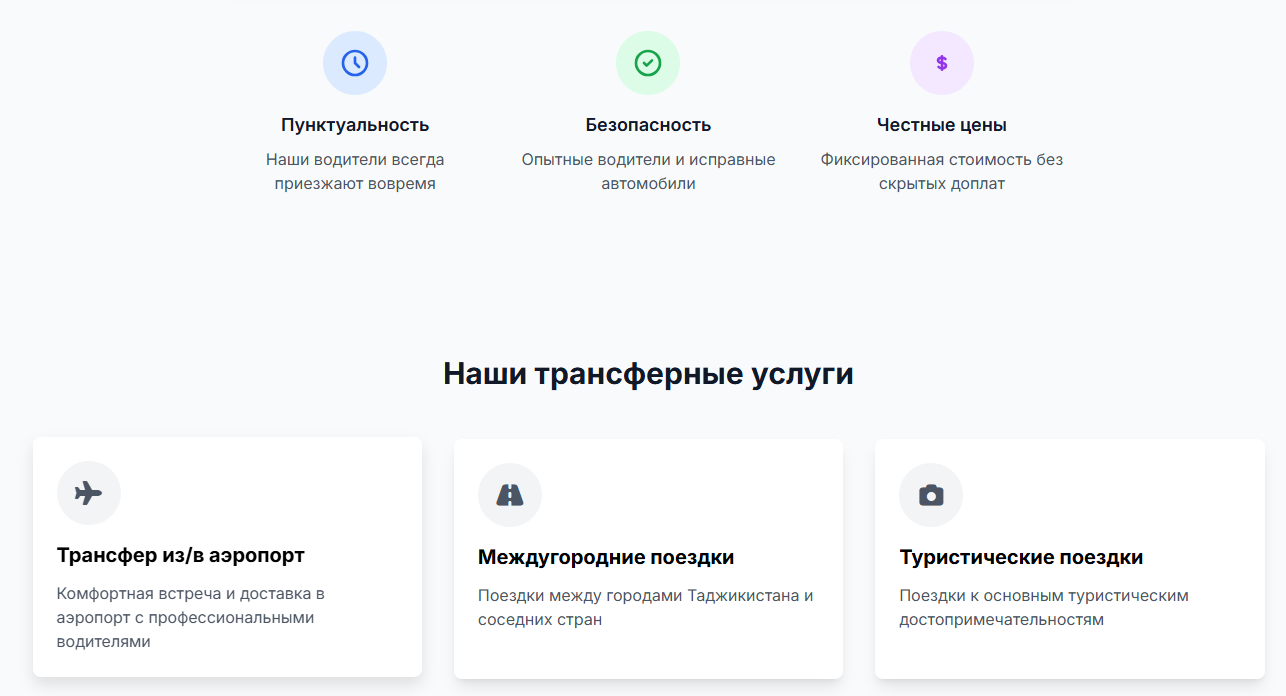 $
Пунктуальность
Наши водители всегда
приезжают вовремя
Безопасность
Опытные водители и исправные
автомобили
Честные цены
Фиксированная стоимость без
скрытых доплат
Наши трансферные услуги
Трансфер из/в аэропорт
Комфортная встреча и доставка в
аэропорт с профессиональными
водителями
Междугородние поездки
Поездки между городами Таджикистана и
соседних стран
Туристические поездки
Поездки к основным туристическим
достопримечательностям